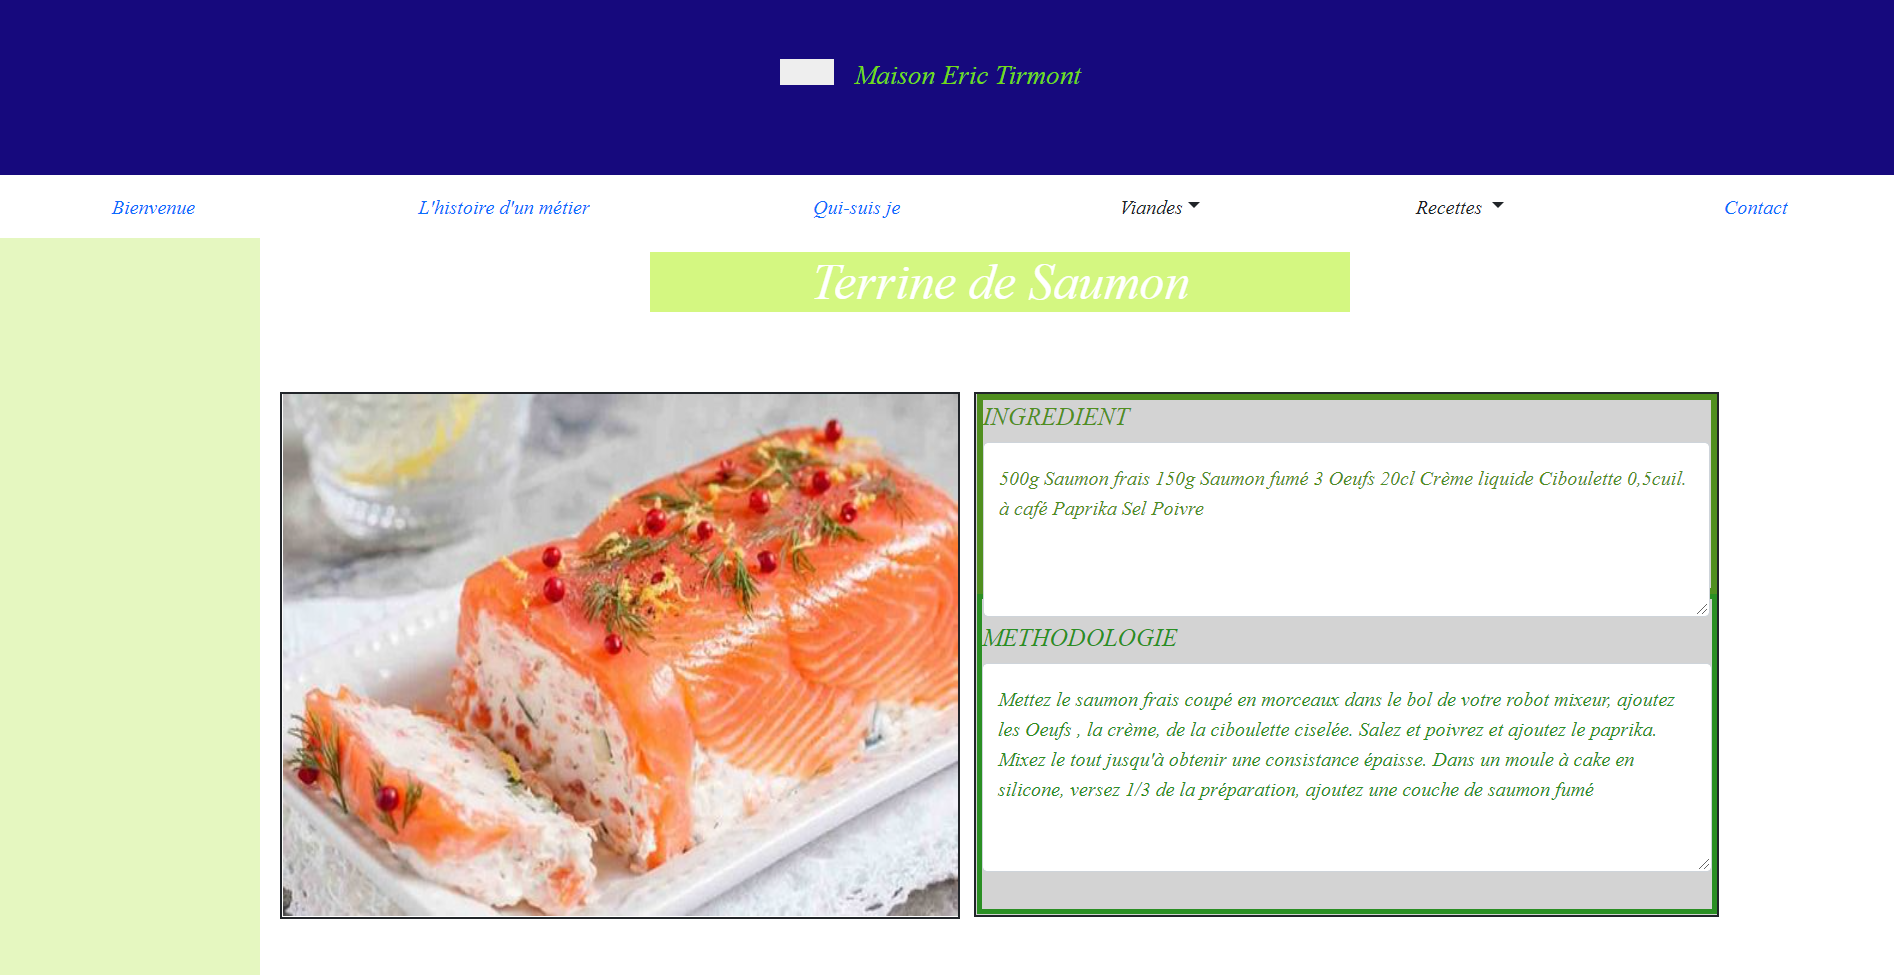 Maison Eric Tirmont
Bienvenue
L'histoire d'un métier
Qui-suis je
Viandes
Recettes
Contact
Terrine de Saumon
INGREDIENT
500g Saumon frais 150g Saumon fumé 3 Oeufs 20cl Crème liquide Ciboulette 0,5cuil.
à café Paprika Sel Poivre
METHODOLOGIE
Mettez le saumon frais coupé en morceaux dans le bol de votre robot mixeur, ajoutez
les Oeufs , la crème, de la ciboulette ciselée. Salez et poivrez et ajoutez le paprika.
Mixez le tout jusqu'à obtenir une consistance épaisse. Dans un moule à cake en
silicone, versez 1/3 de la préparation, ajoutez une couche de saumon fumé